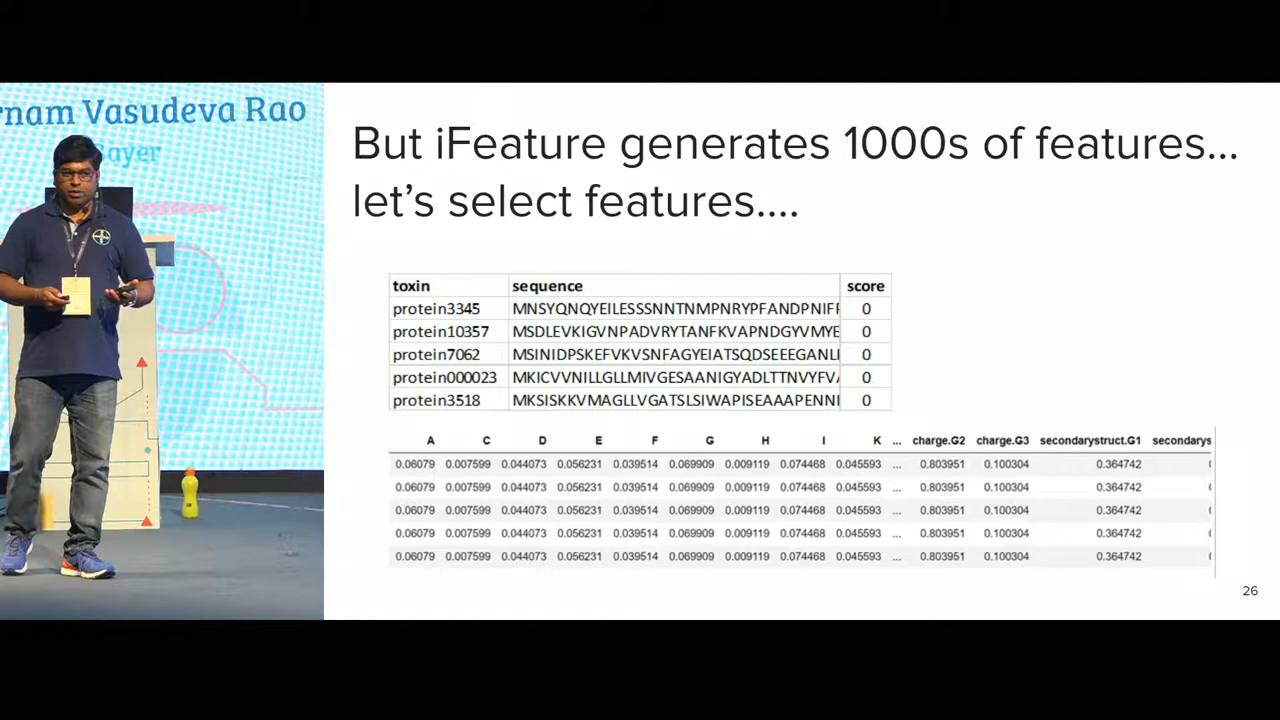 rnam Vasudeva Rao
Bayer
But iFeature generates 1000s of features...
let's select features....
toxin sequence score
protein3345 MNSYQNQYEILESSSNNTNMPNRYPFANDPNIF 0
protein10357 MSDLEVKIGVNPADVRYTANFKVAPNDGYVMYE 0
protein7062 MSINIDPSKEFVKVSNFAGYEIATSQDSEEEGANL 0
protein000023 MKICVVNILLGLLMIVGESAANIGYADLTTNVYFV 0
protein3518 MKSISKKVMAGLLVGATSLSIWAPISEAAAPENN 0
A C D E F G H I K ... charge.G2 charge.G3 secondarystruct.G1 secondarys
0.06079 0.007599 0.044073 0.056231 0.039514 0.069909 0.009119 0.074468 0.045593 ... 0.803951 0.100304 0.364742
0.06079 0.007599 0.044073 0.056231 0.039514 0.069909 0.009119 0.074468 0.045593 ... 0.803951 0.100304 0.364742
0.06079 0.007599 0.044073 0.056231 0.039514 0.069909 0.009119 0.074468 0.045593 ... 0.803951 0.100304 0.364742
0.06079 0.007599 0.044073 0.056231 0.039514 0.069909 0.009119 0.074468 0.045593 ... 0.803951 0.100304 0.364742
0.06079 0.007599 0.044073 0.056231 0.039514 0.069909 0.009119 0.074468 0.045593 ... 0.803951 0.100304 0.364742
26